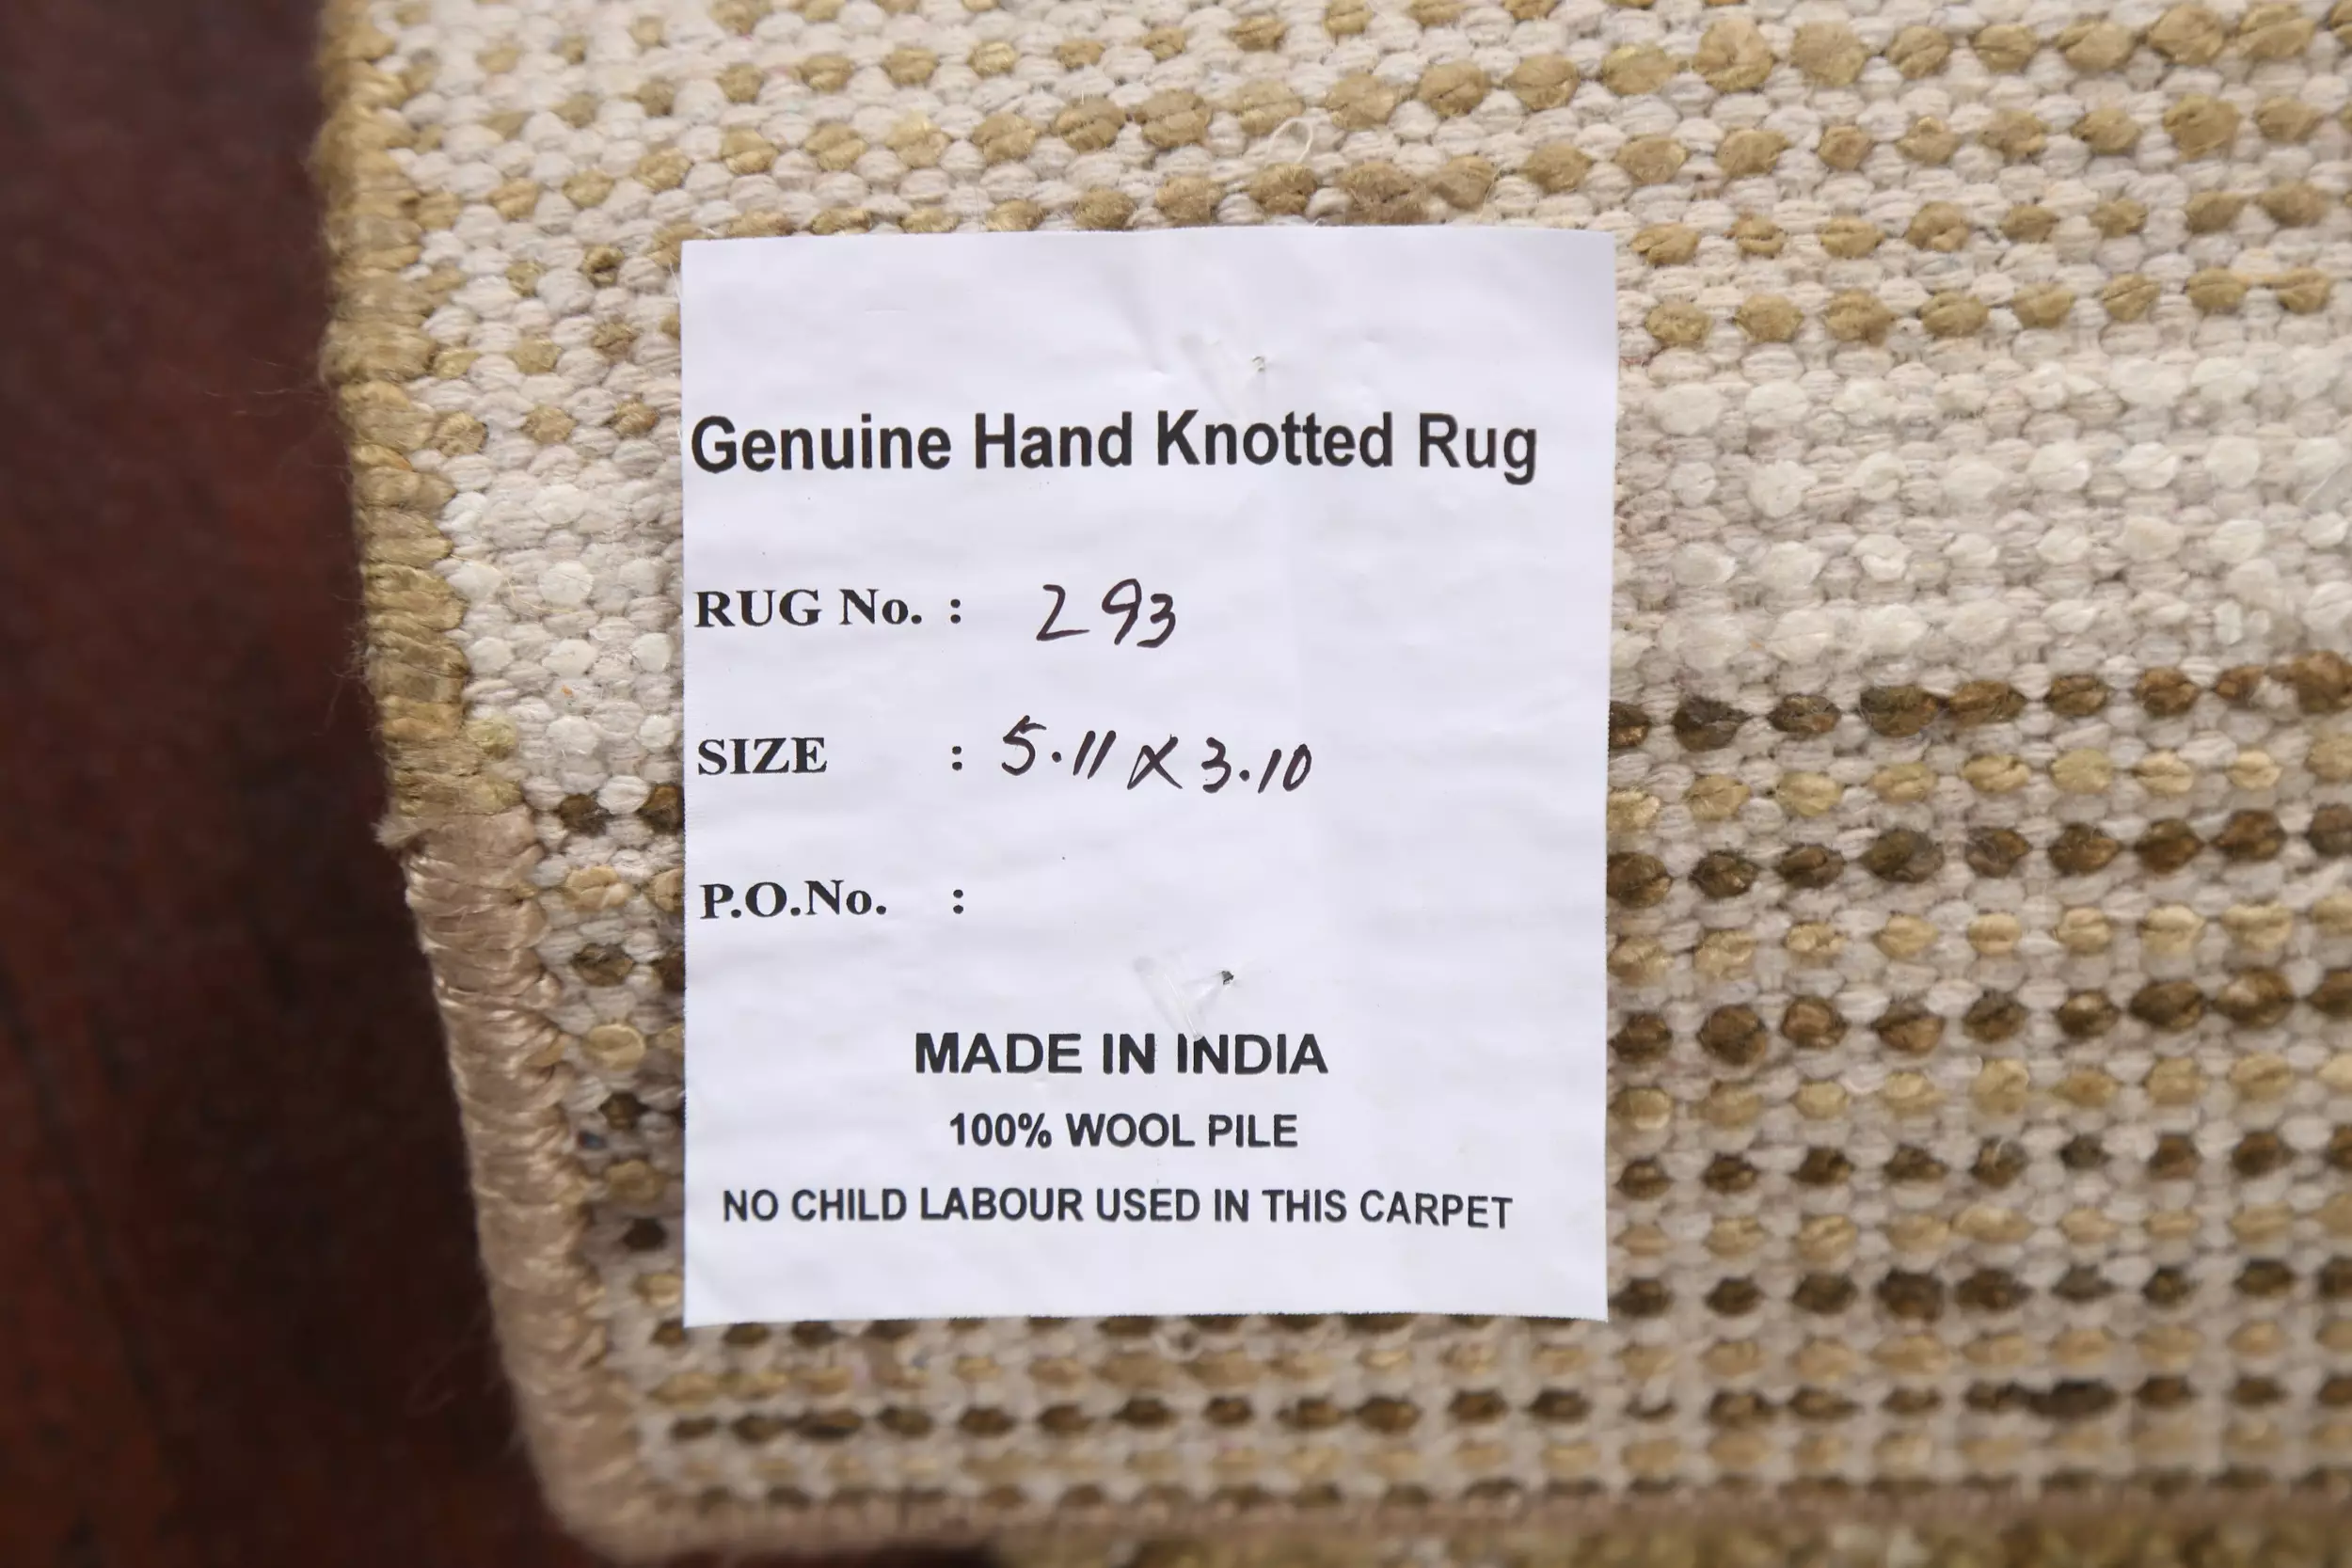 Genuine Hand Knotted Rug
RUG No. : 293
SIZE : 5.11 X 3.10
P.O.No. :
MADE IN INDIA
100% WOOL PILE
NO CHILD LABOUR USED IN THIS CARPET